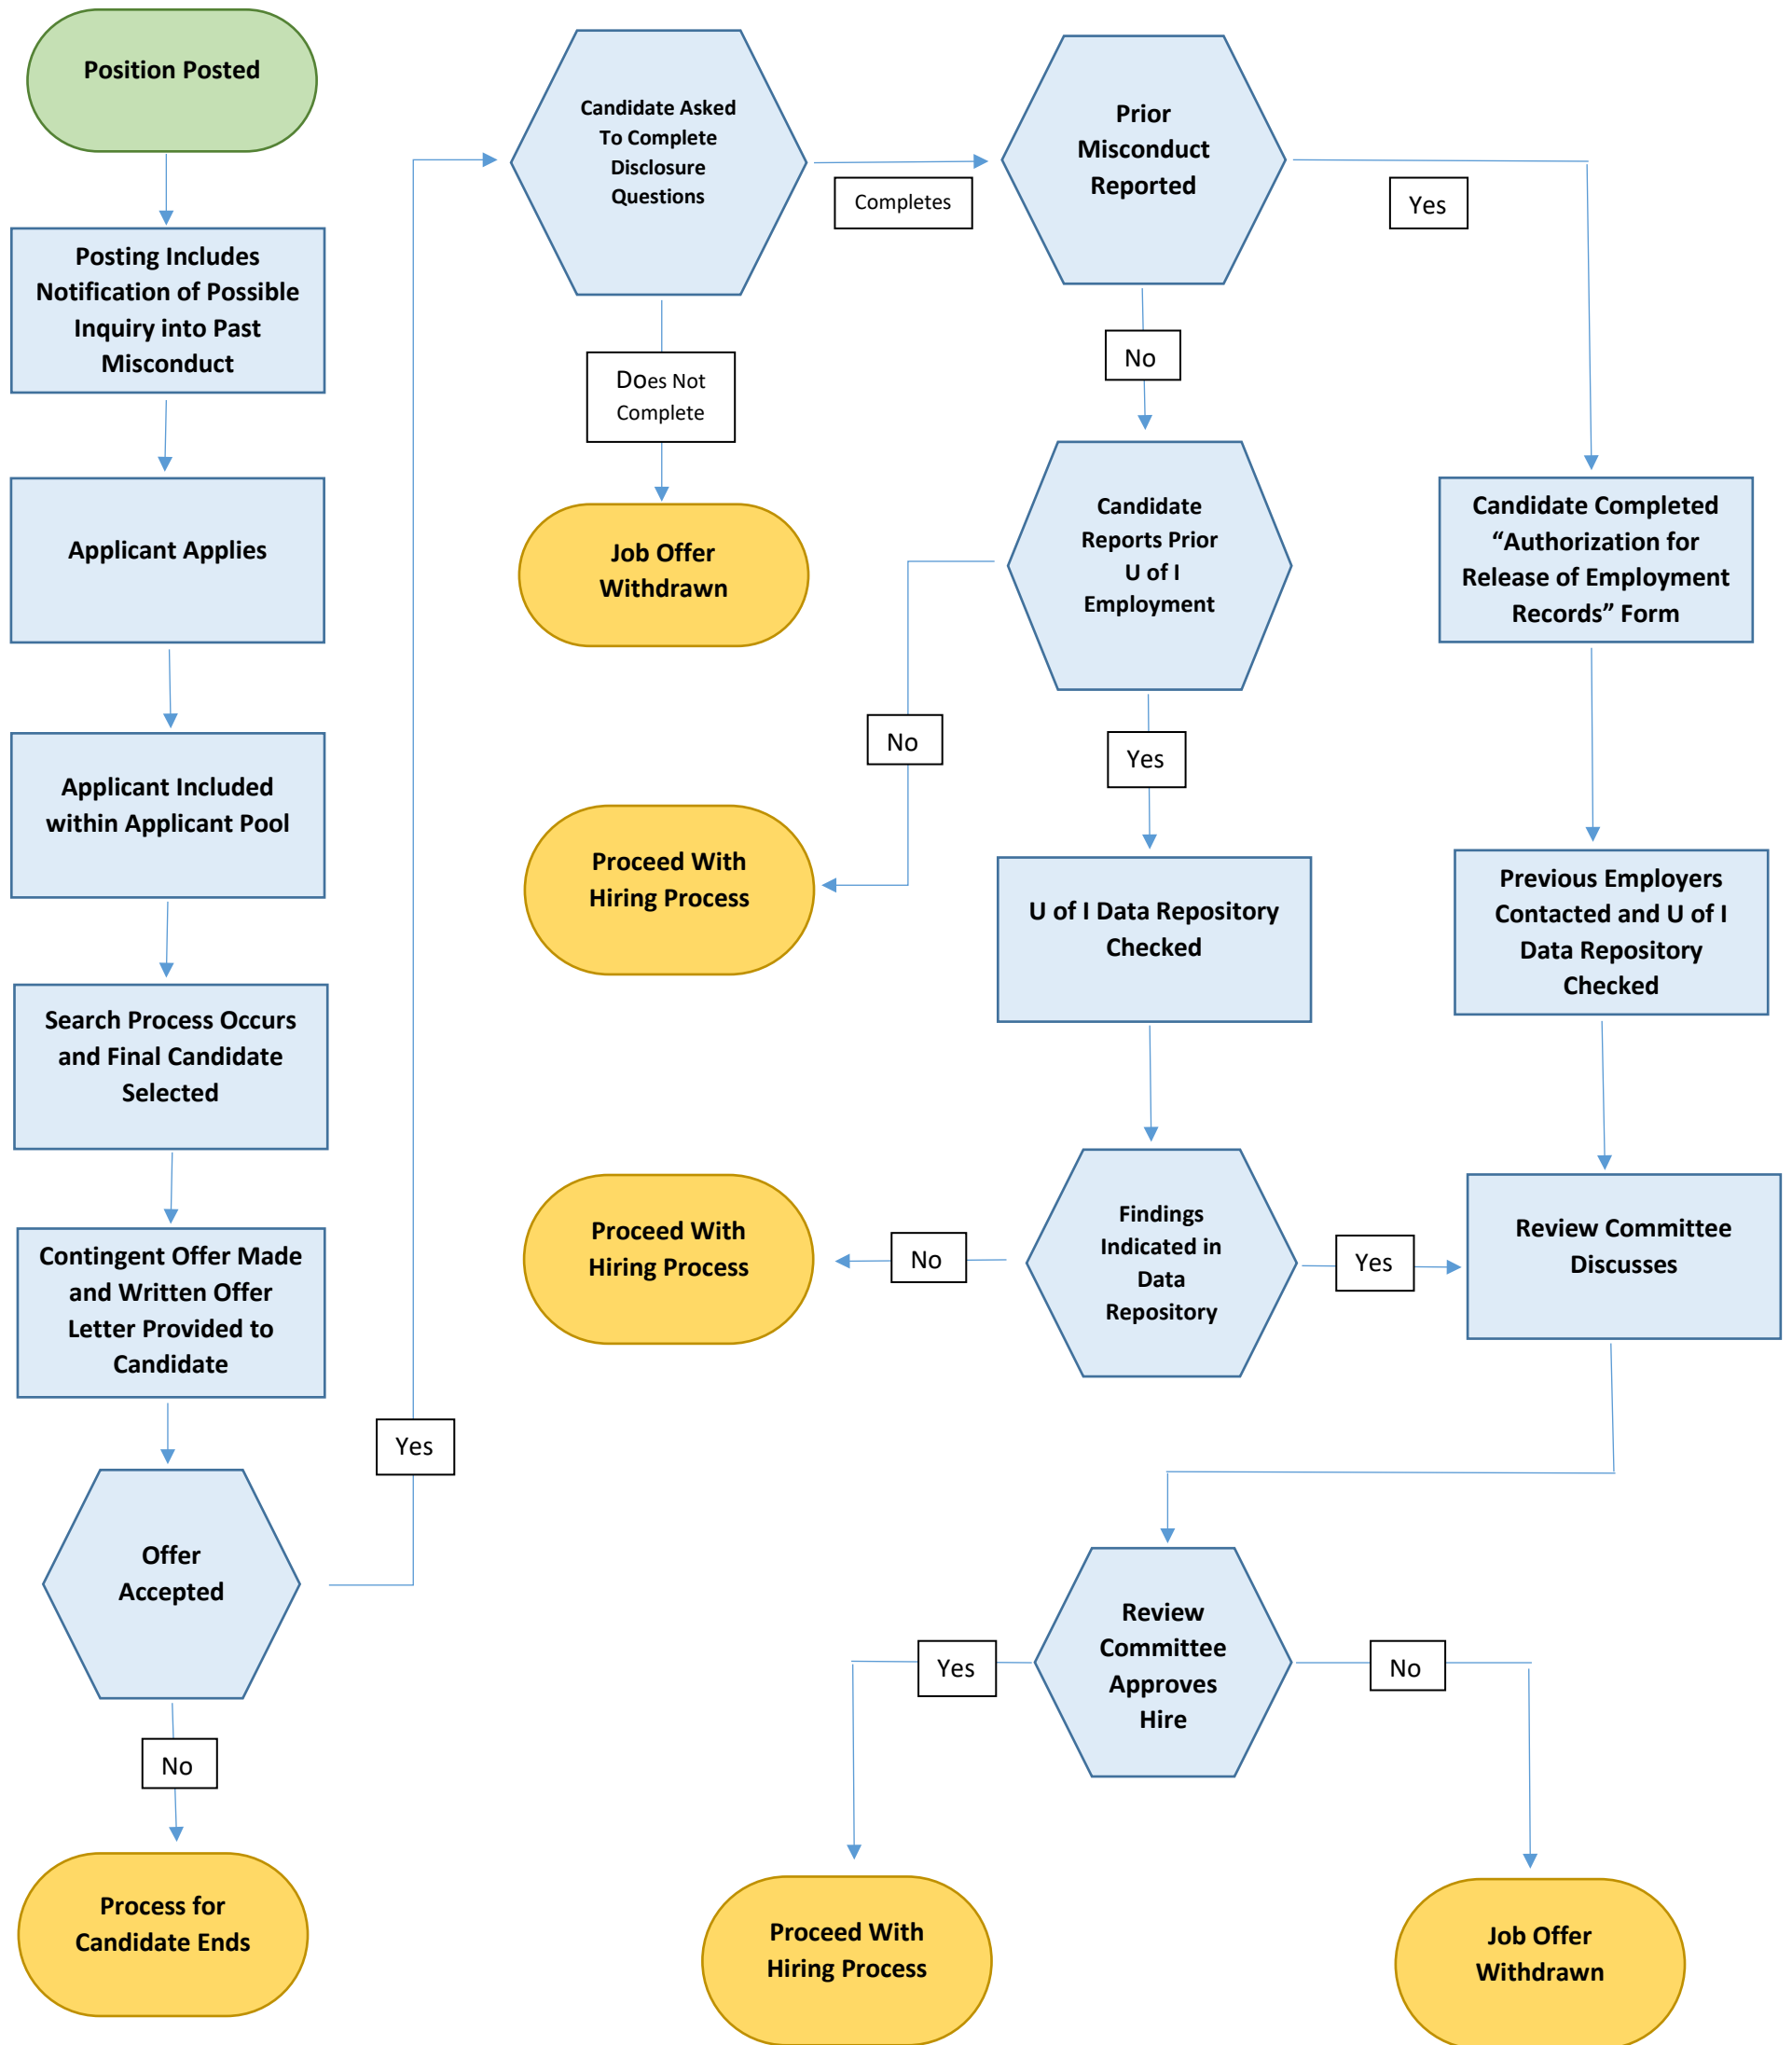 Position Posted
Posting Includes
Notification of Possible
Inquiry into Past
Misconduct
Applicant Applies
Applicant Included
within Applicant Pool
Search Process Occurs
and Final Candidate
Selected
Contingent Offer Made
and Written Offer
Letter Provided to
Candidate
Offer
Accepted
No
Process for
Candidate Ends
Yes
Candidate Asked
To Complete
Disclosure
Questions
Does Not
Complete
Job Offer
Withdrawn
Completes
Prior
Misconduct
Reported
No
Candidate
Reports Prior
U of I
Employment
No
Proceed With
Hiring Process
Yes
U of I Data Repository
Checked
Findings
Indicated in
Data
Repository
No
Proceed With
Hiring Process
Yes
Yes
Candidate Completed
“Authorization for
Release of Employment
Records” Form
Previous Employers
Contacted and U of I
Data Repository
Checked
Review Committee
Discusses
Review
Committee
Approves
Hire
Yes
Proceed With
Hiring Process
No
Job Offer
Withdrawn